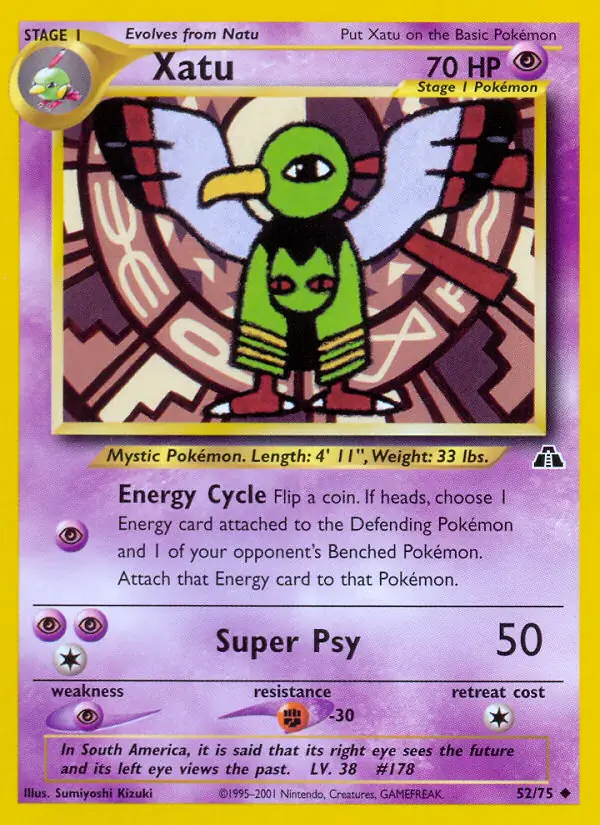 STAGE 1 Evolves from Natu Put Xatu on the Basic Pokémon
Xatu 70 HP
Stage 1 Pokémon
Mystic Pokémon. Length: 4' 11", Weight: 33 lbs.
Energy Cycle Flip a coin. If heads, choose 1
Energy card attached to the Defending Pokémon
and 1 of your opponent's Benched Pokémon.
Attach that Energy card to that Pokémon.
Super Psy 50
weakness resistance retreat cost
-30
In South America, it is said that its right eye sees the future
and its left eye views the past. LV. 38 #178
Illus. Sumiyoshi Kizuki ©1995–2001 Nintendo, Creatures, GAMEFREAK. 52/75